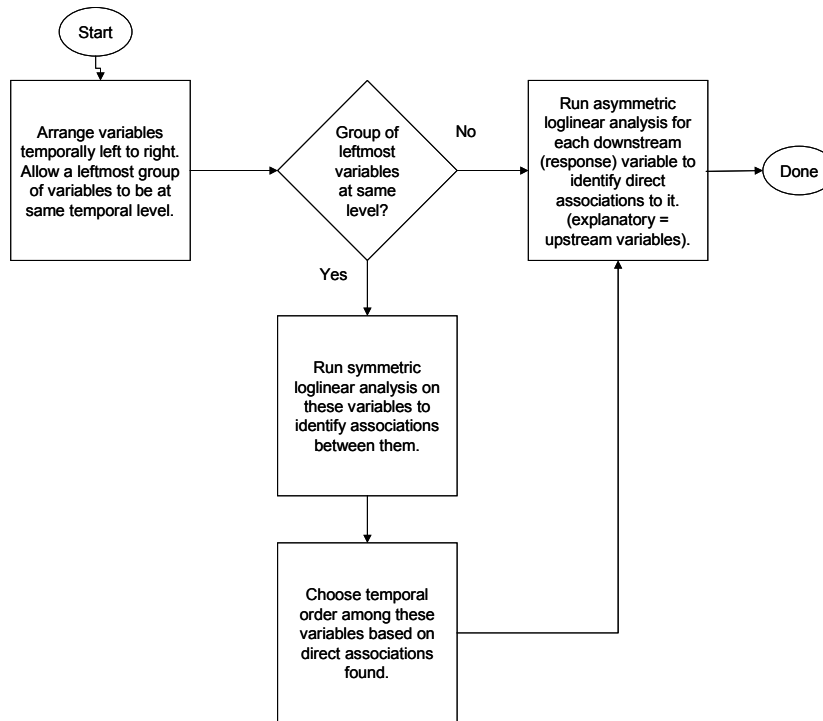 Start
Arrange variables
temporally left to right.
Allow a leftmost group
of variables to be at
same temporal level.
Group of
leftmost
variables
at same
level?
No
Run asymmetric
loglinear analysis for
each downstream
(response) variable to
identify direct
associations to it.
(explanatory =
upstream variables).
Done
Yes
Run symmetric
loglinear analysis on
these variables to
identify associations
between them.
Choose temporal
order among these
variables based on
direct associations
found.